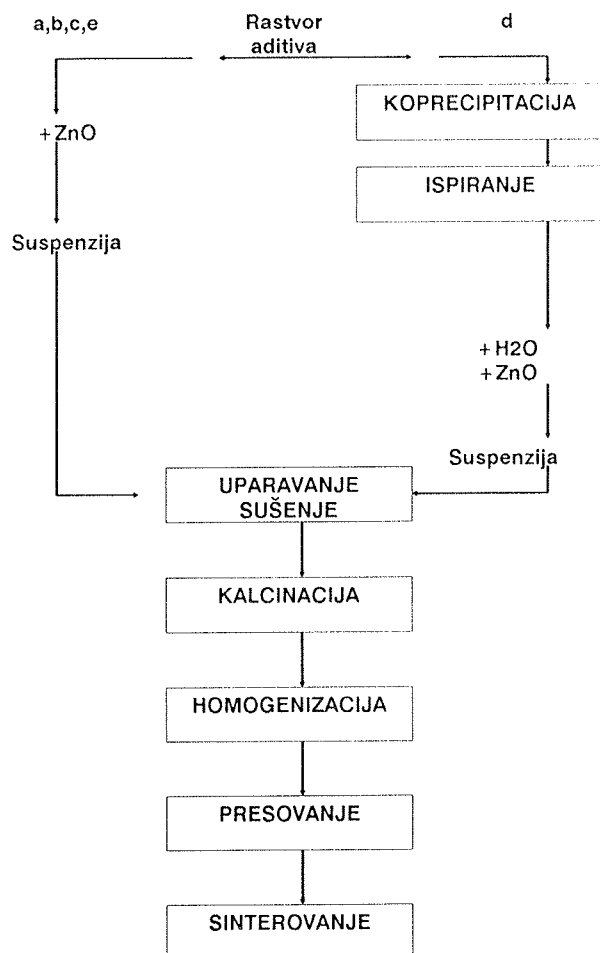 a,b,c,e
Rastvor
aditiva
d
KOPRECIPITACIJA
+ZnO
ISPIRANJE
Suspenzija
+H2O
+ZnO
Suspenzija
UPARAVANJE
SUŠENJE
KALCINACIJA
HOMOGENIZACIJA
PRESOVANJE
SINTEROVANJE